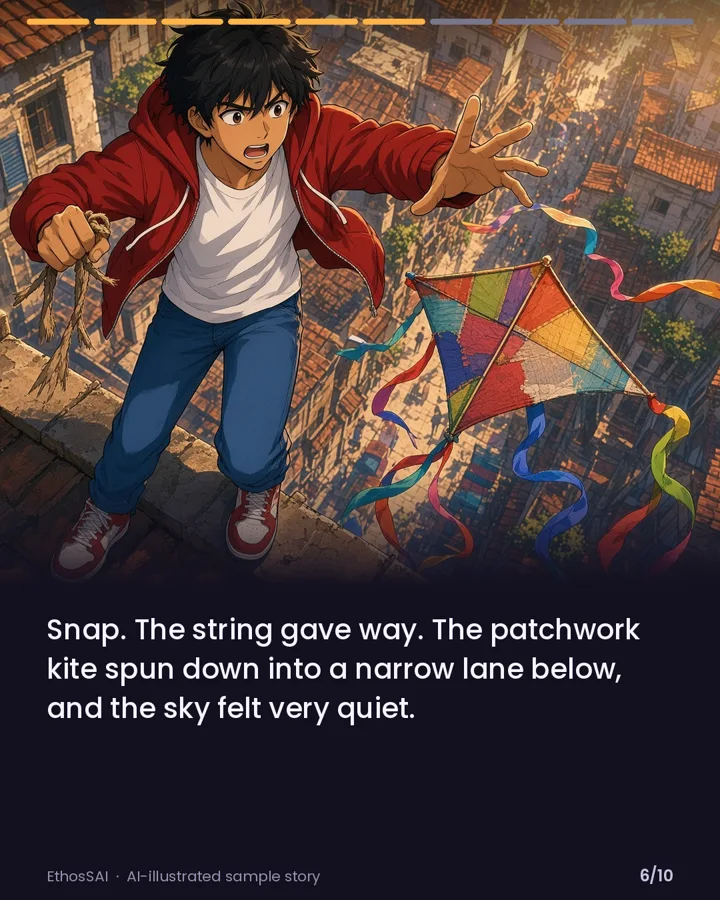 Snap. The string gave way. The patchwork
kite spun down into a narrow lane below,
and the sky felt very quiet.
EthosSAI · AI-illustrated sample story
6/10